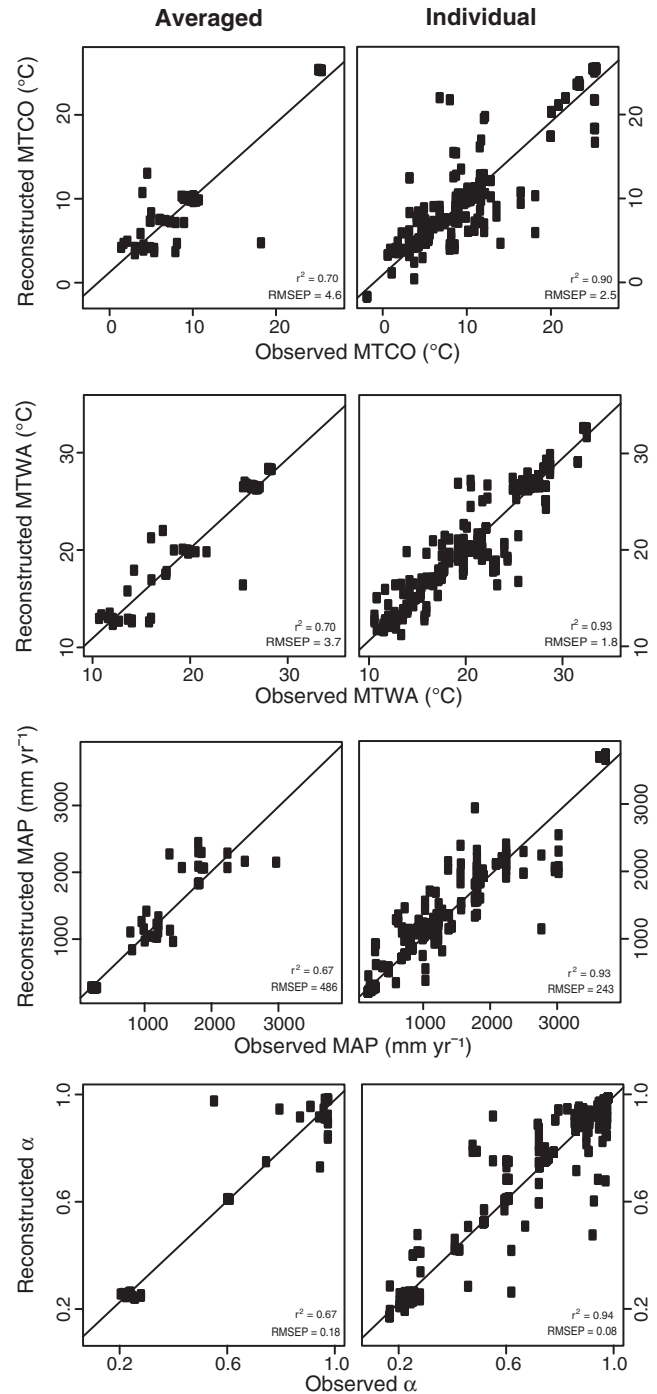 Averaged Individual
Reconstructed MTCO (°C)
20
10
0
r² = 0.70
RMSEP = 4.6
r² = 0.90
RMSEP = 2.5
20
10
0
0 10 20 0 10 20
Observed MTCO (°C)
Reconstructed MTWA (°C)
30
20
10
r² = 0.70
RMSEP = 3.7
r² = 0.93
RMSEP = 1.8
30
20
10
10 20 30 10 20 30
Observed MTWA (°C)
Reconstructed MAP (mm yr⁻¹)
3000
2000
1000
r² = 0.67
RMSEP = 486
r² = 0.93
RMSEP = 243
3000
2000
1000
1000 2000 3000 1000 2000 3000
Observed MAP (mm yr⁻¹)
Reconstructed α
1.0
0.6
0.2
r² = 0.67
RMSEP = 0.18
r² = 0.94
RMSEP = 0.08
1.0
0.6
0.2
0.2 0.6 1.0 0.2 0.6 1.0
Observed α